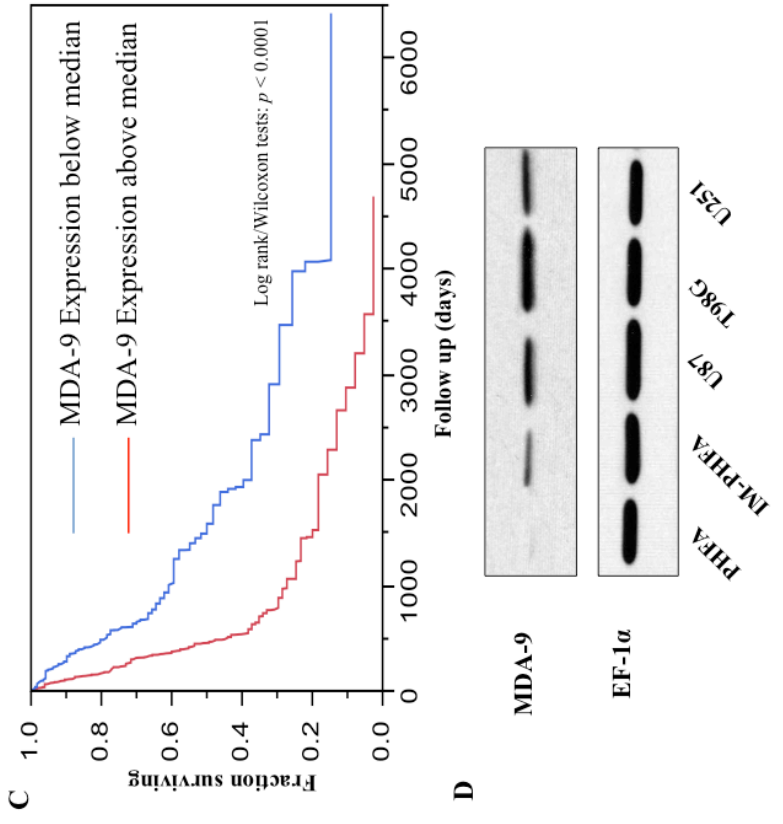 C
MDA-9 Expression below median
MDA-9 Expression above median
Log rank/Wilcoxon tests: p < 0.0001
Fraction surviving
1.0
0.8
0.6
0.4
0.2
0.0
0
1000
2000
3000
4000
5000
6000
Follow up (days)
D
MDA-9
EF-1α
PHFA
IM-PHFA
U87
T98G
U251